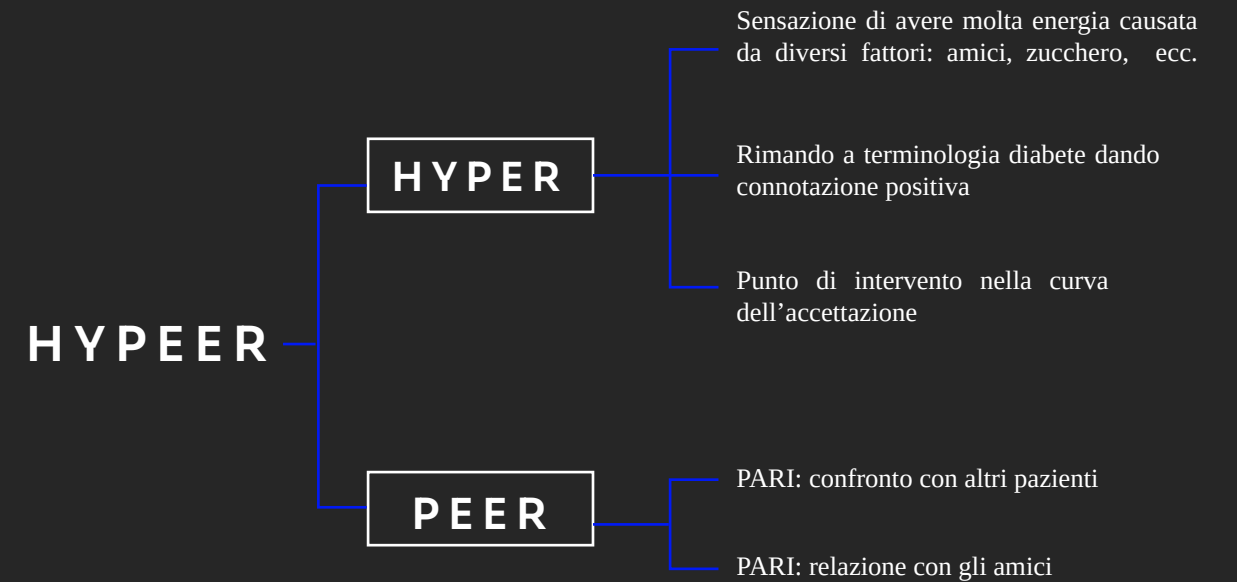 Sensazione di avere molta energia causata
da diversi fattori: amici, zucchero, ecc.
HYPER
Rimando a terminologia diabete dando
connotazione positiva
Punto di intervento nella curva
dell’accettazione
HYPEER
PEER
PARI: confronto con altri pazienti
PARI: relazione con gli amici